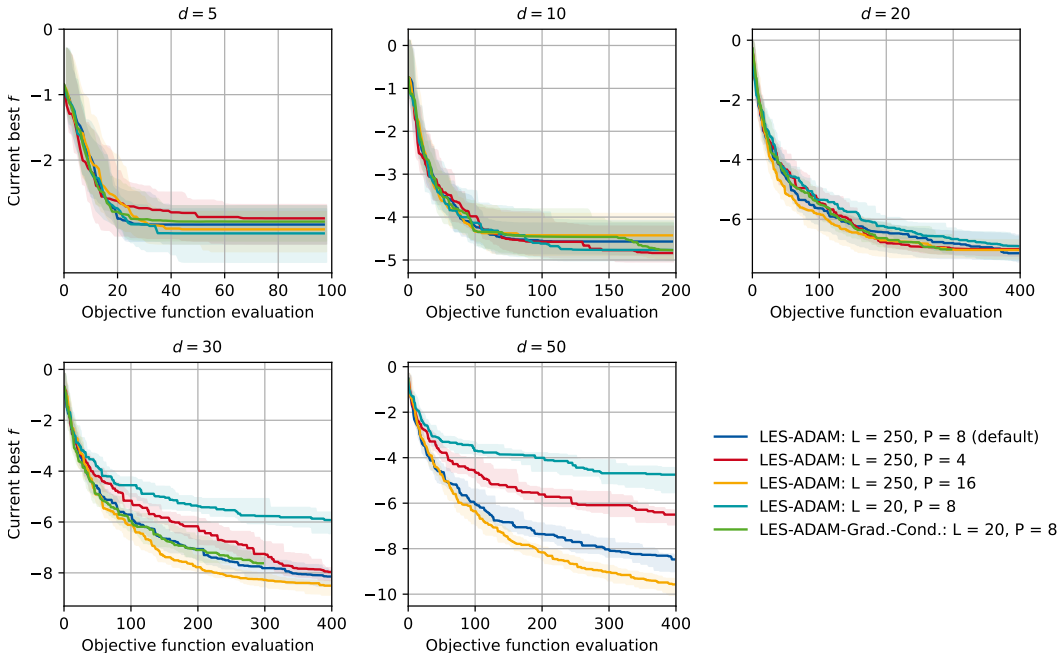 d = 5
0
−1
−2
Current best f
0 20 40 60 80 100
Objective function evaluation
d = 10
0
−1
−2
−3
−4
−5
0 50 100 150 200
Objective function evaluation
d = 20
0
−2
−4
−6
0 100 200 300 400
Objective function evaluation
d = 30
0
−2
−4
−6
−8
Current best f
0 100 200 300 400
Objective function evaluation
d = 50
0
−2
−4
−6
−8
−10
0 100 200 300 400
Objective function evaluation
LES-ADAM: L = 250, P = 8 (default)
LES-ADAM: L = 250, P = 4
LES-ADAM: L = 250, P = 16
LES-ADAM: L = 20, P = 8
LES-ADAM-Grad.-Cond.: L = 20, P = 8